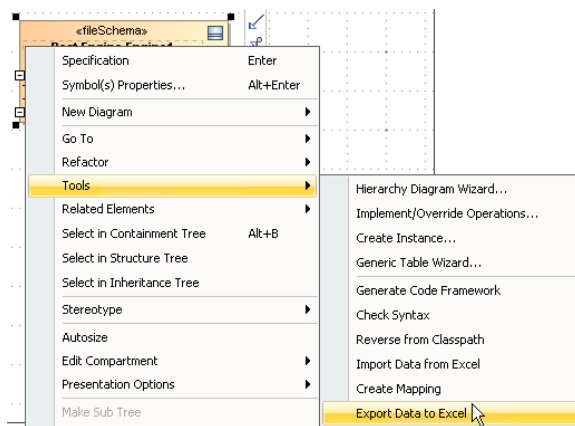 «fileSchema»
Boat Engine Engine1
Specification Enter
Symbol(s) Properties... Alt+Enter
New Diagram
Go To
Refactor
Tools
Related Elements
Select in Containment Tree Alt+B
Select in Structure Tree
Select in Inheritance Tree
Stereotype
Autosize
Edit Compartment
Presentation Options
Make Sub Tree
Hierarchy Diagram Wizard...
Implement/Override Operations...
Create Instance...
Generic Table Wizard...
Generate Code Framework
Check Syntax
Reverse from Classpath
Import Data from Excel
Create Mapping
Export Data to Excel